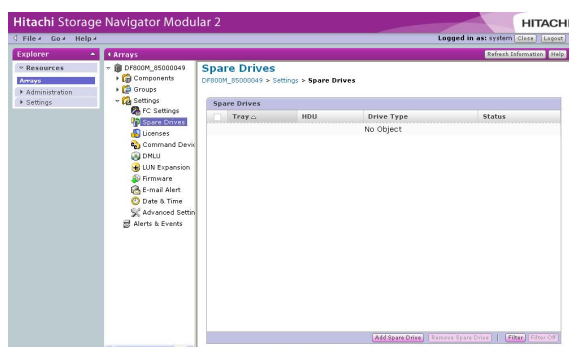 Hitachi Storage Navigator Modular 2
HITACHI
File Go Help
Logged in as: system Close Logout
Explorer
Arrays
Refresh Information Help
Resources
Arrays
Administration
Settings
DF800M_85000049
Components
Groups
Settings
FC Settings
Spare Drives
Licenses
Command Devic
DMLU
LUN Expansion
Firmware
E-mail Alert
Date & Time
Advanced Settin
Alerts & Events
Spare Drives
DF800M_85000049 > Settings > Spare Drives
Spare Drives
Tray HDU Drive Type Status
No Object
Add Spare Drive Remove Spare Drive Filter Filter Off